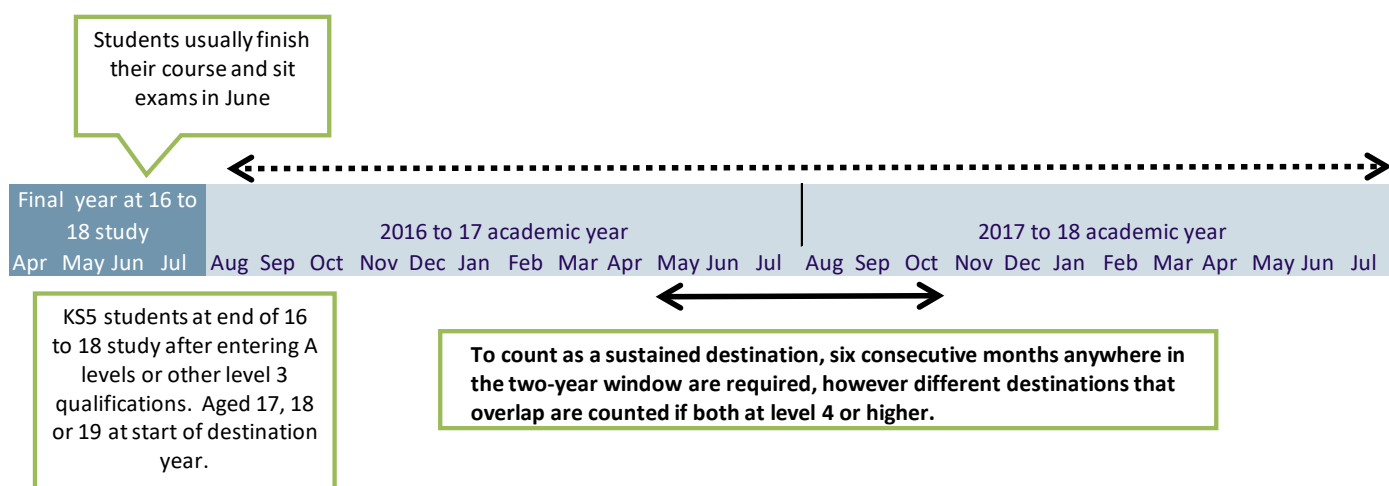 Students usually finish
their course and sit
exams in June
Final year at 16 to
18 study
2016 to 17 academic year
2017 to 18 academic year
Apr May Jun Jul Aug Sep Oct Nov Dec Jan Feb Mar Apr May Jun Jul Aug Sep Oct Nov Dec Jan Feb Mar Apr May Jun Jul
KS5 students at end of 16
to 18 study after entering A
levels or other level 3
qualifications. Aged 17, 18
or 19 at start of destination
year.
To count as a sustained destination, six consecutive months anywhere in
the two-year window are required, however different destinations that
overlap are counted if both at level 4 or higher.